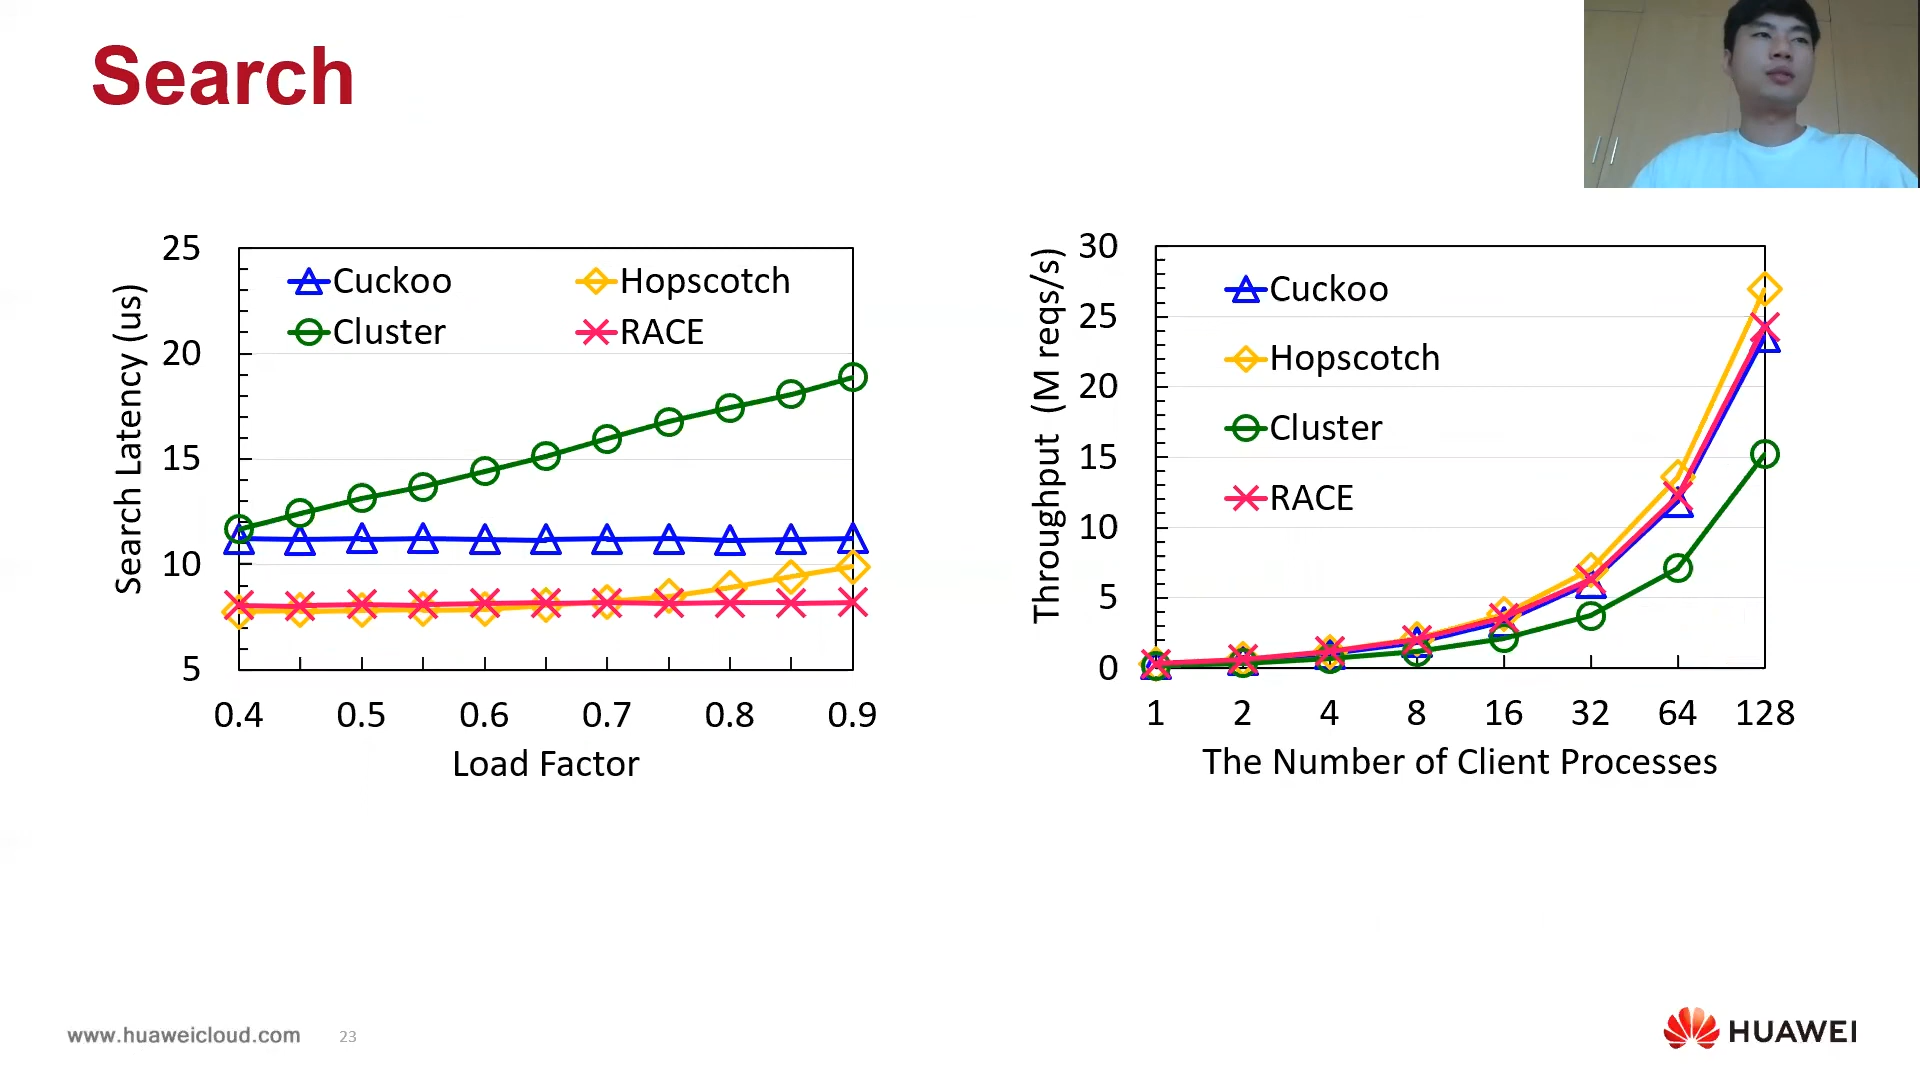 Search
25
20
15
10
5
Search Latency (us)
Cuckoo
Hopscotch
Cluster
RACE
0.4 0.5 0.6 0.7 0.8 0.9
Load Factor
30
25
20
15
10
5
0
Throughput (M reqs/s)
Cuckoo
Hopscotch
Cluster
RACE
1 2 4 8 16 32 64 128
The Number of Client Processes
www.huaweicloud.com 23
HUAWEI